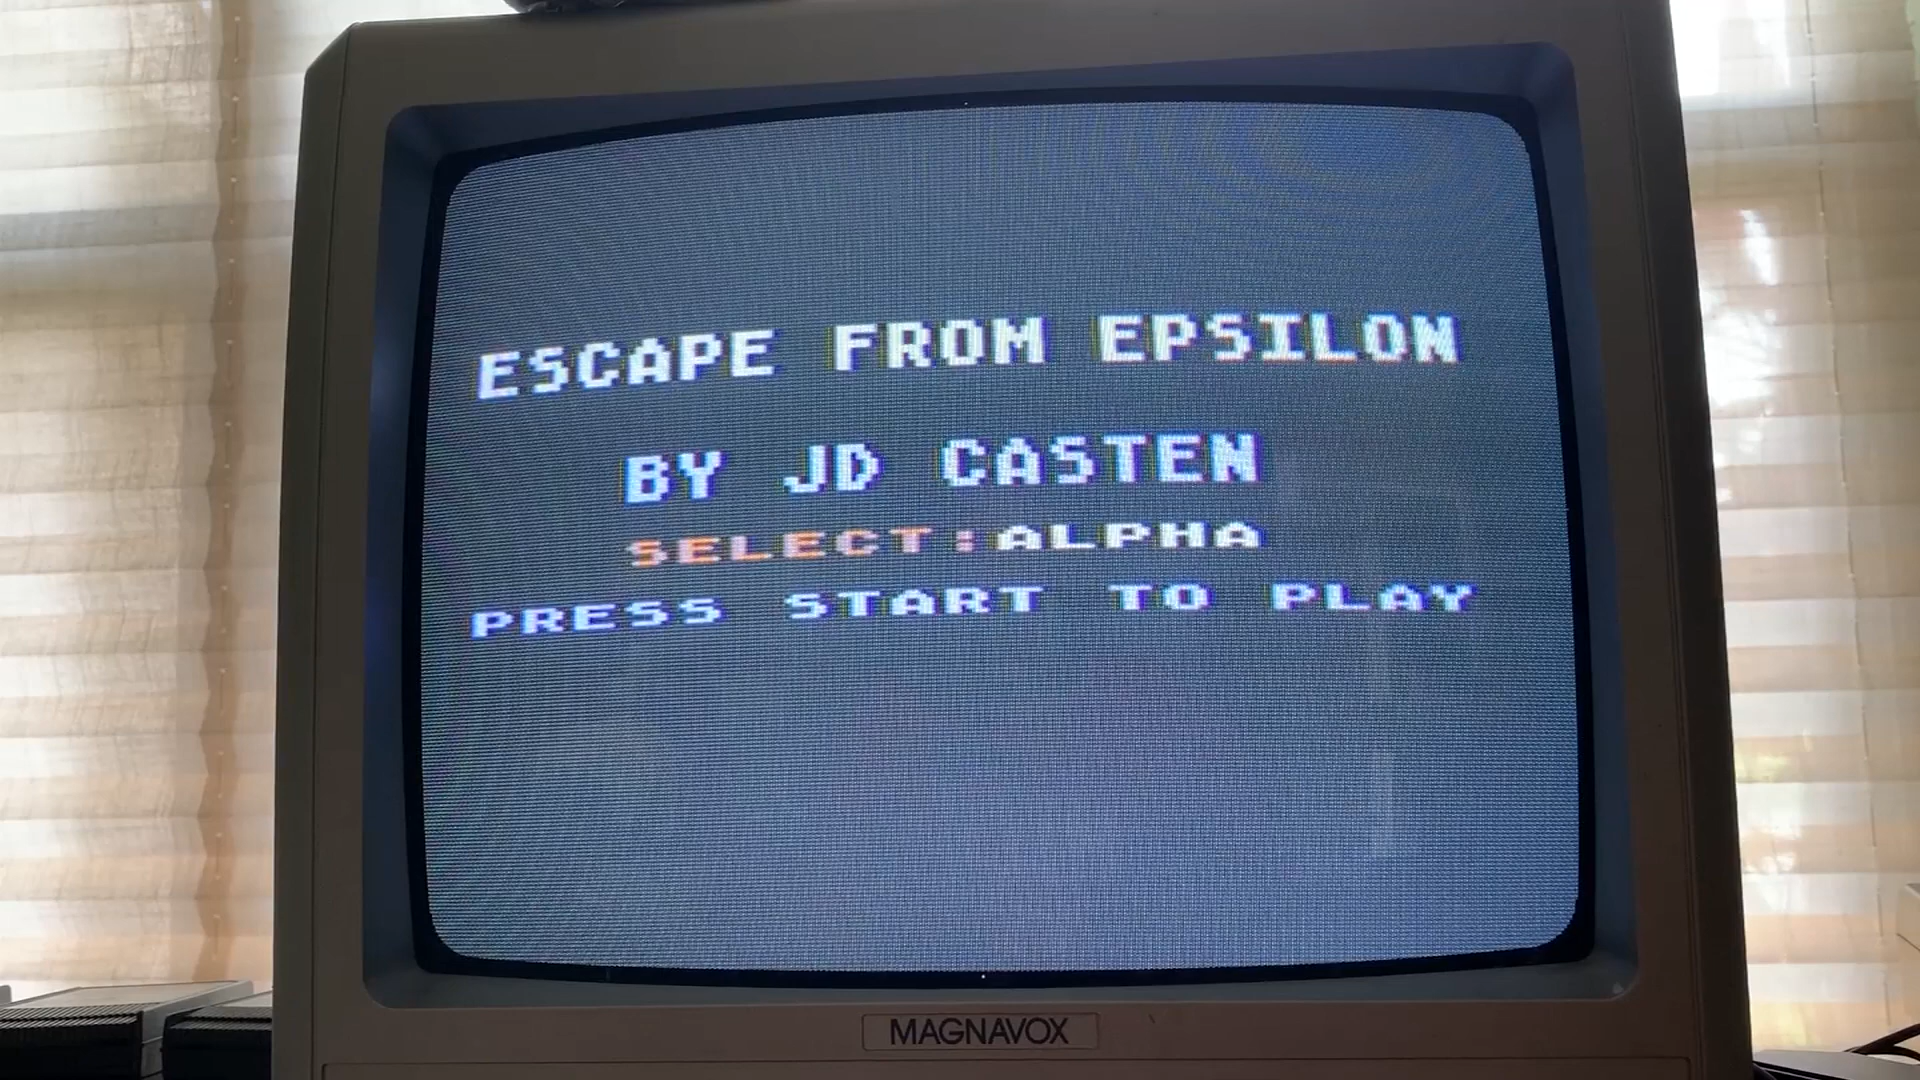 ESCAPE FROM EPSILON
BY JD CASTEN
SELECT:ALPHA
PRESS START TO PLAY
MAGNAVOX